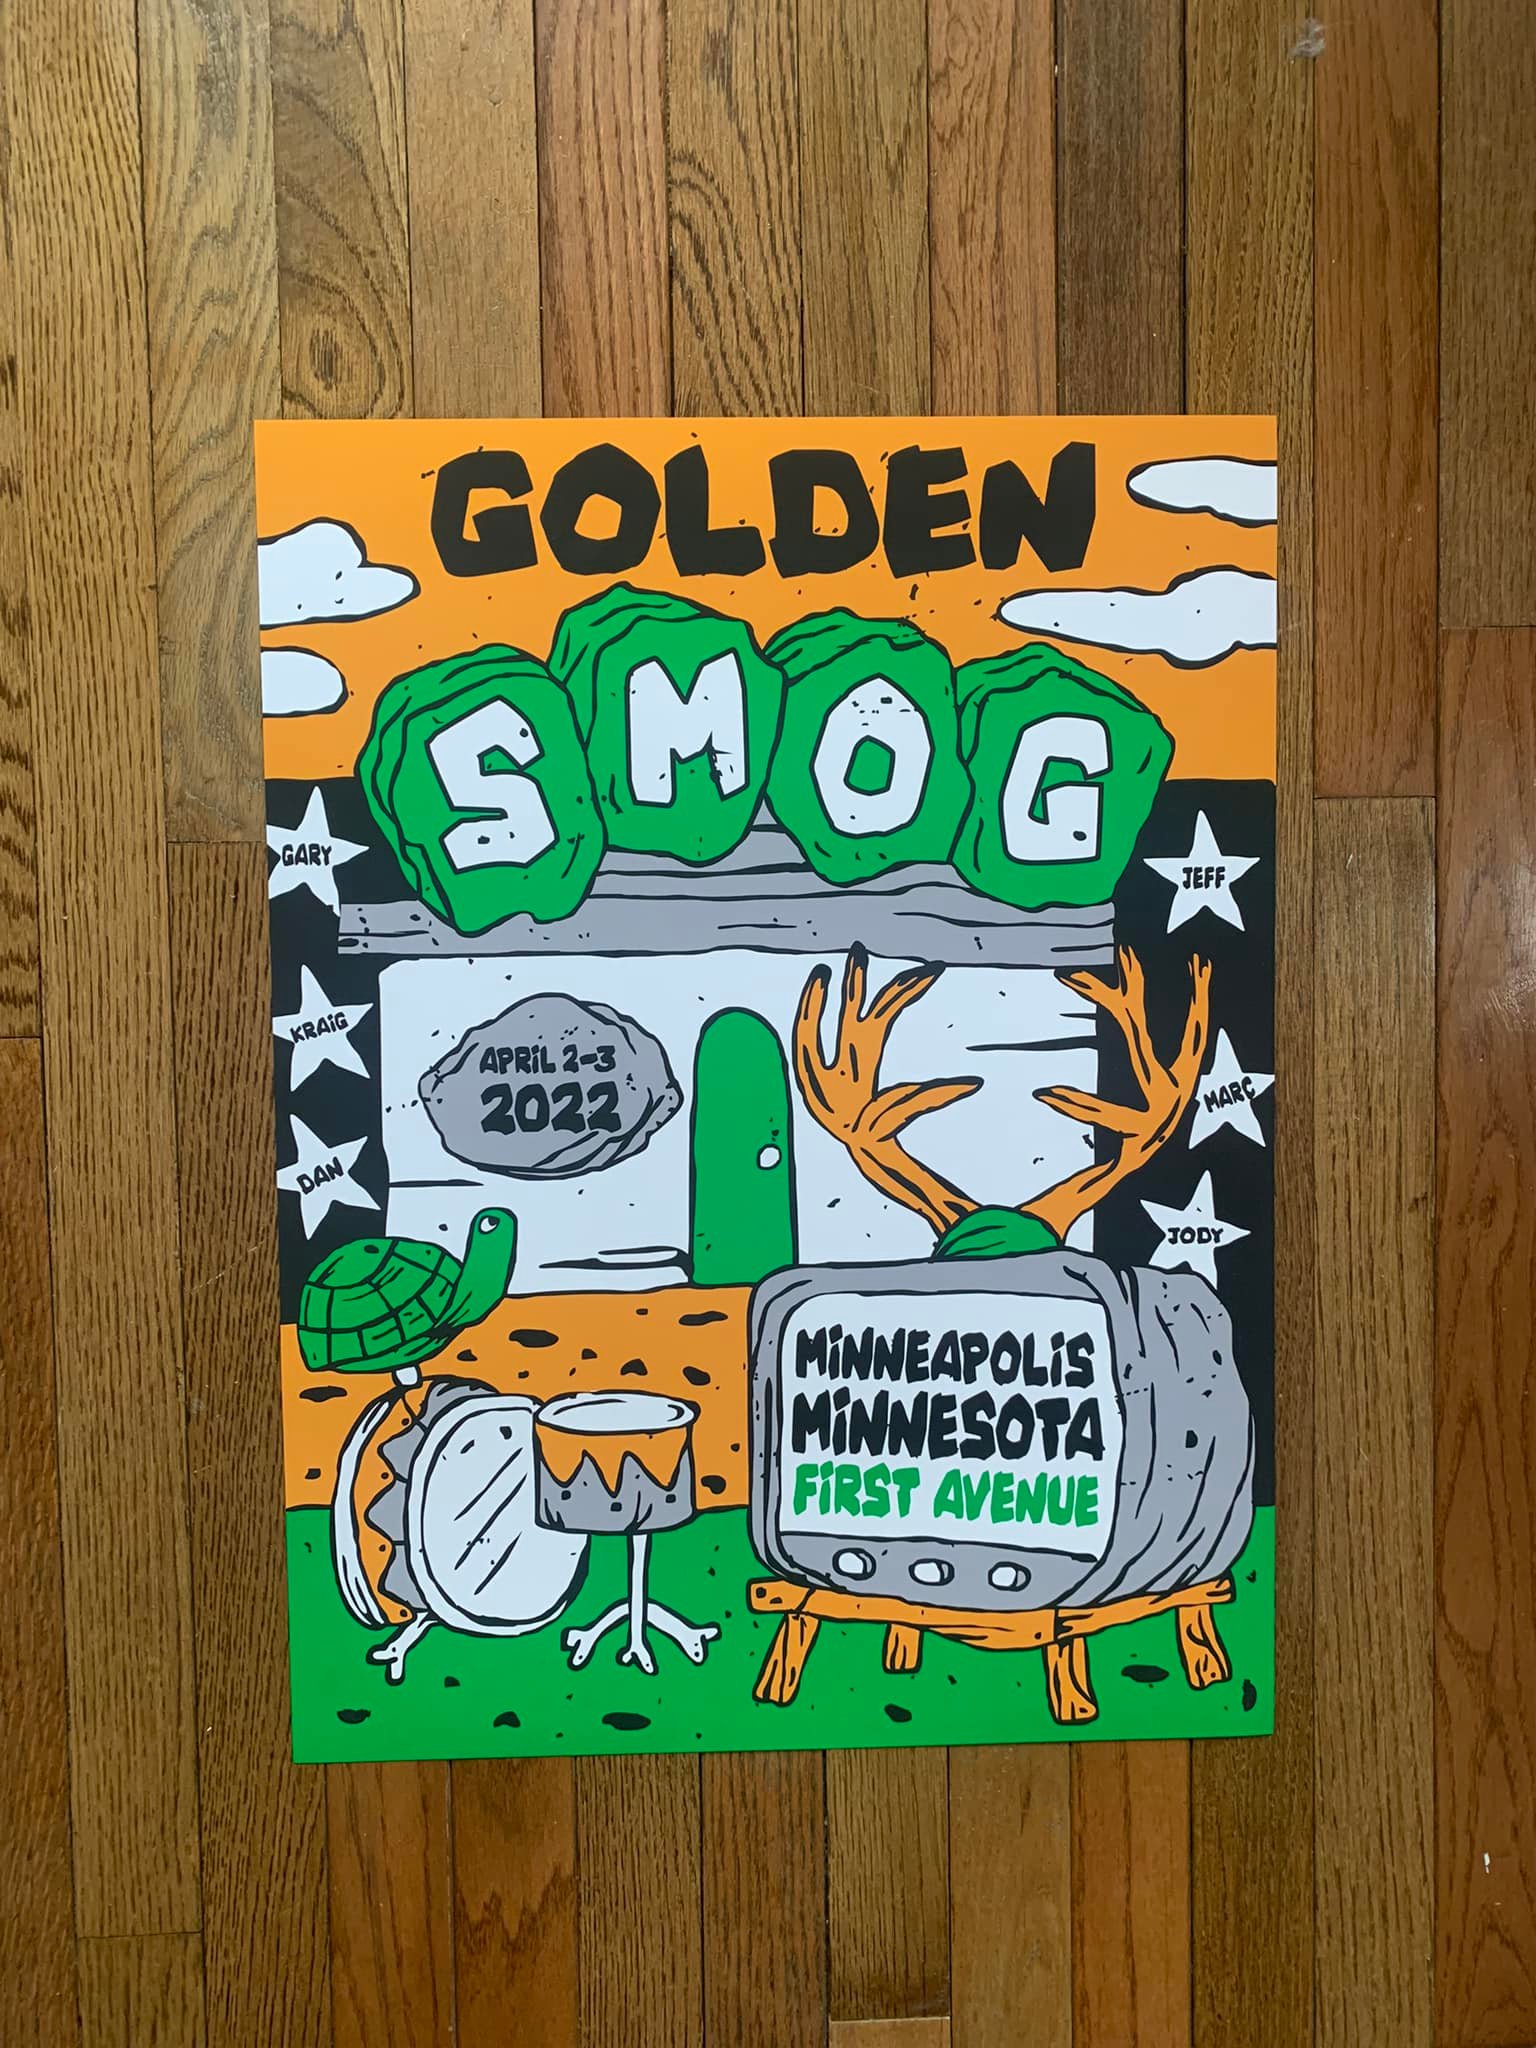 GOLDEN
SMOG
GARY
JEFF
KRAiG
APRiL 2-3
2022
MARC
DAN
JODY
MiNNEAPOLiS
MiNNESOTA
FiRST AVENUE